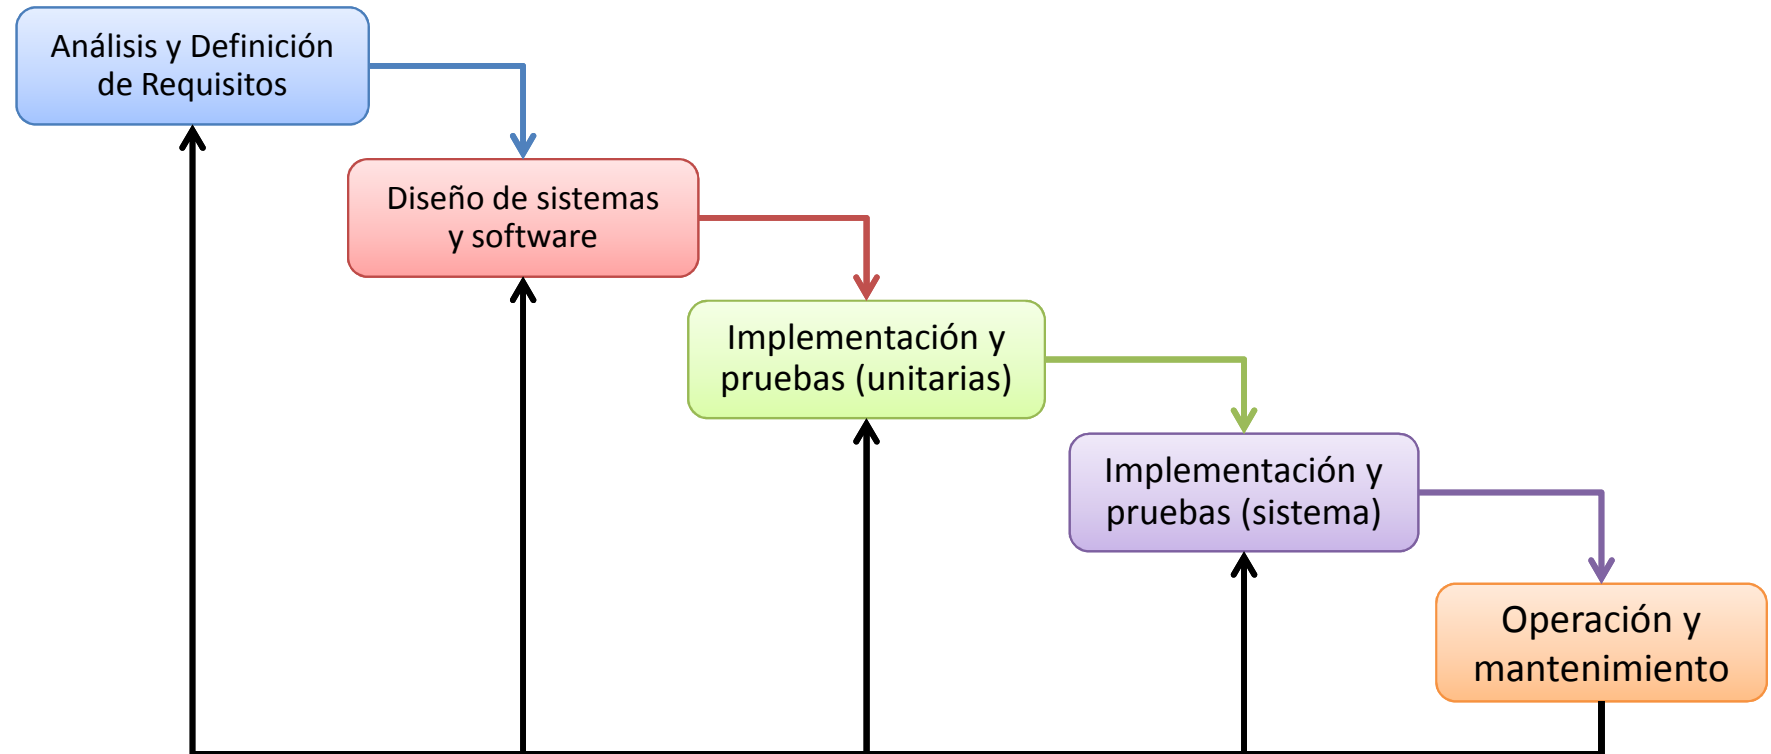 Análisis y Definición
de Requisitos
Diseño de sistemas
y software
Implementación y
pruebas (unitarias)
Implementación y
pruebas (sistema)
Operación y
mantenimiento